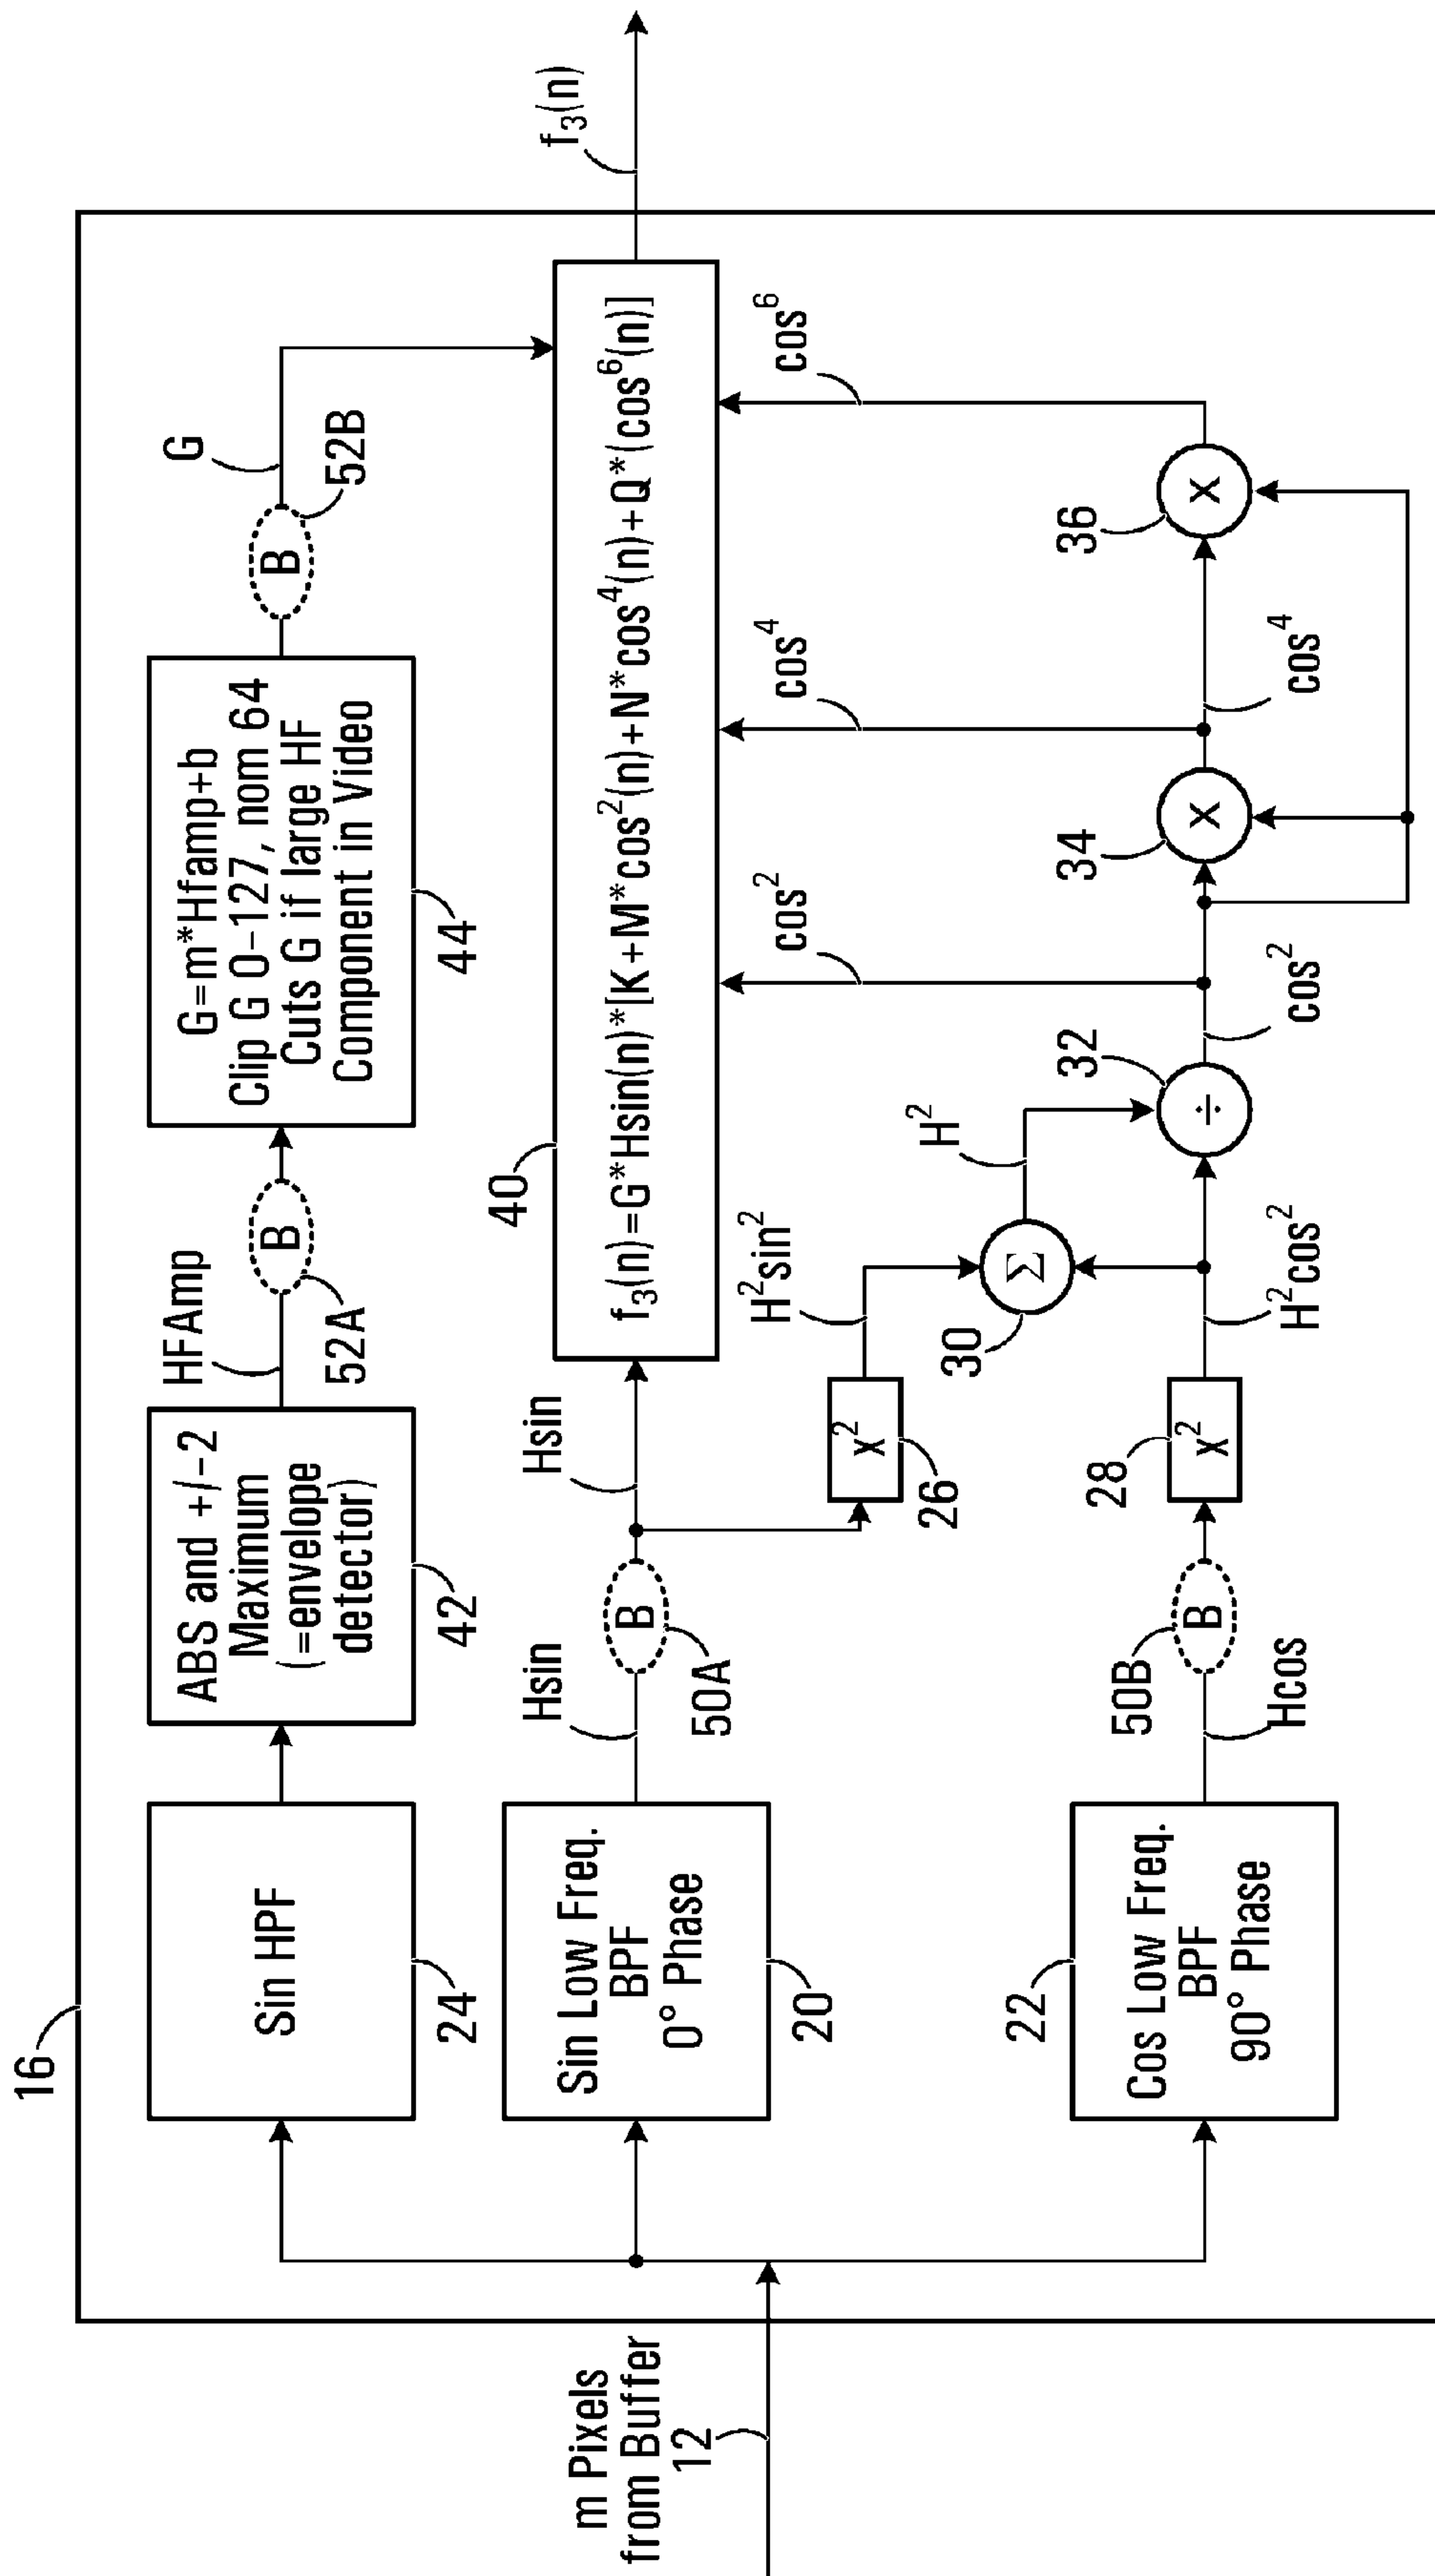 16
m Pixels
from Buffer
12
Sin HPF
24
ABS and +/-2
Maximum
(=envelope
detector)
42
HFAmp
B
52A
G=m*Hfamp+b
Clip G 0-127, nom 64
Cuts G if large HF
Component in Video
44
B
52B
G
Sin Low Freq.
BPF
0° Phase
20
Hsin
B
50A
Hsin
40
f₃(n)=G*Hsin(n)*[K+M*cos²(n)+N*cos⁴(n)+Q*(cos⁶(n)]
f₃(n)
x²
26
H²sin²
Σ
30
H²
cos²
cos⁴
cos⁶
Cos Low Freq.
BPF
90° Phase
22
Hcos
B
50B
x²
28
H²cos²
÷
32
cos²
X
34
cos⁴
X
36